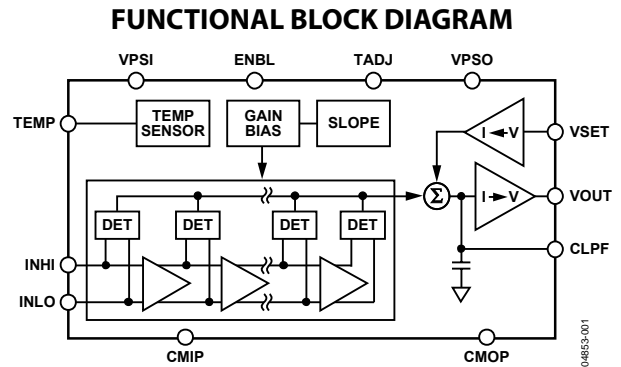 FUNCTIONAL BLOCK DIAGRAM
VPSI
ENBL
TADJ
VPSO
TEMP
TEMP
SENSOR
GAIN
BIAS
SLOPE
I
V
VSET
Σ
I
V
VOUT
DET
DET
DET
DET
CLPF
INHI
INLO
CMIP
CMOP
04853-001